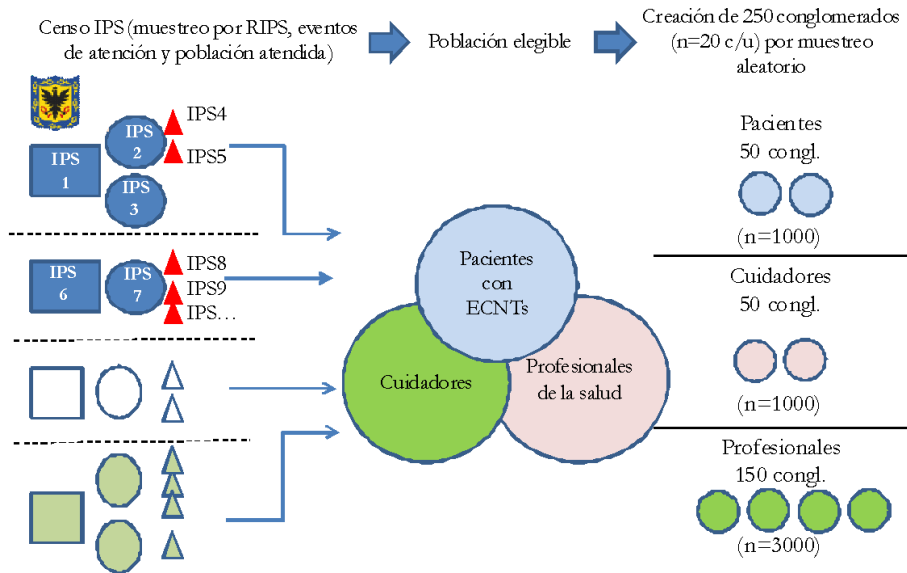 Censo IPS (muestreo por RIPS, eventos
de atención y población atendida)
Población elegible
Creación de 250 conglomerados
(n=20 c/u) por muestreo
aleatorio
IPS
1
IPS
2
IPS
3
IPS4
IPS5
IPS
6
IPS
7
IPS8
IPS9
IPS…
Pacientes
con
ECNTs
Cuidadores
Profesionales
de la salud
Pacientes
50 congl.
(n=1000)
Cuidadores
50 congl.
(n=1000)
Profesionales
150 congl.
(n=3000)